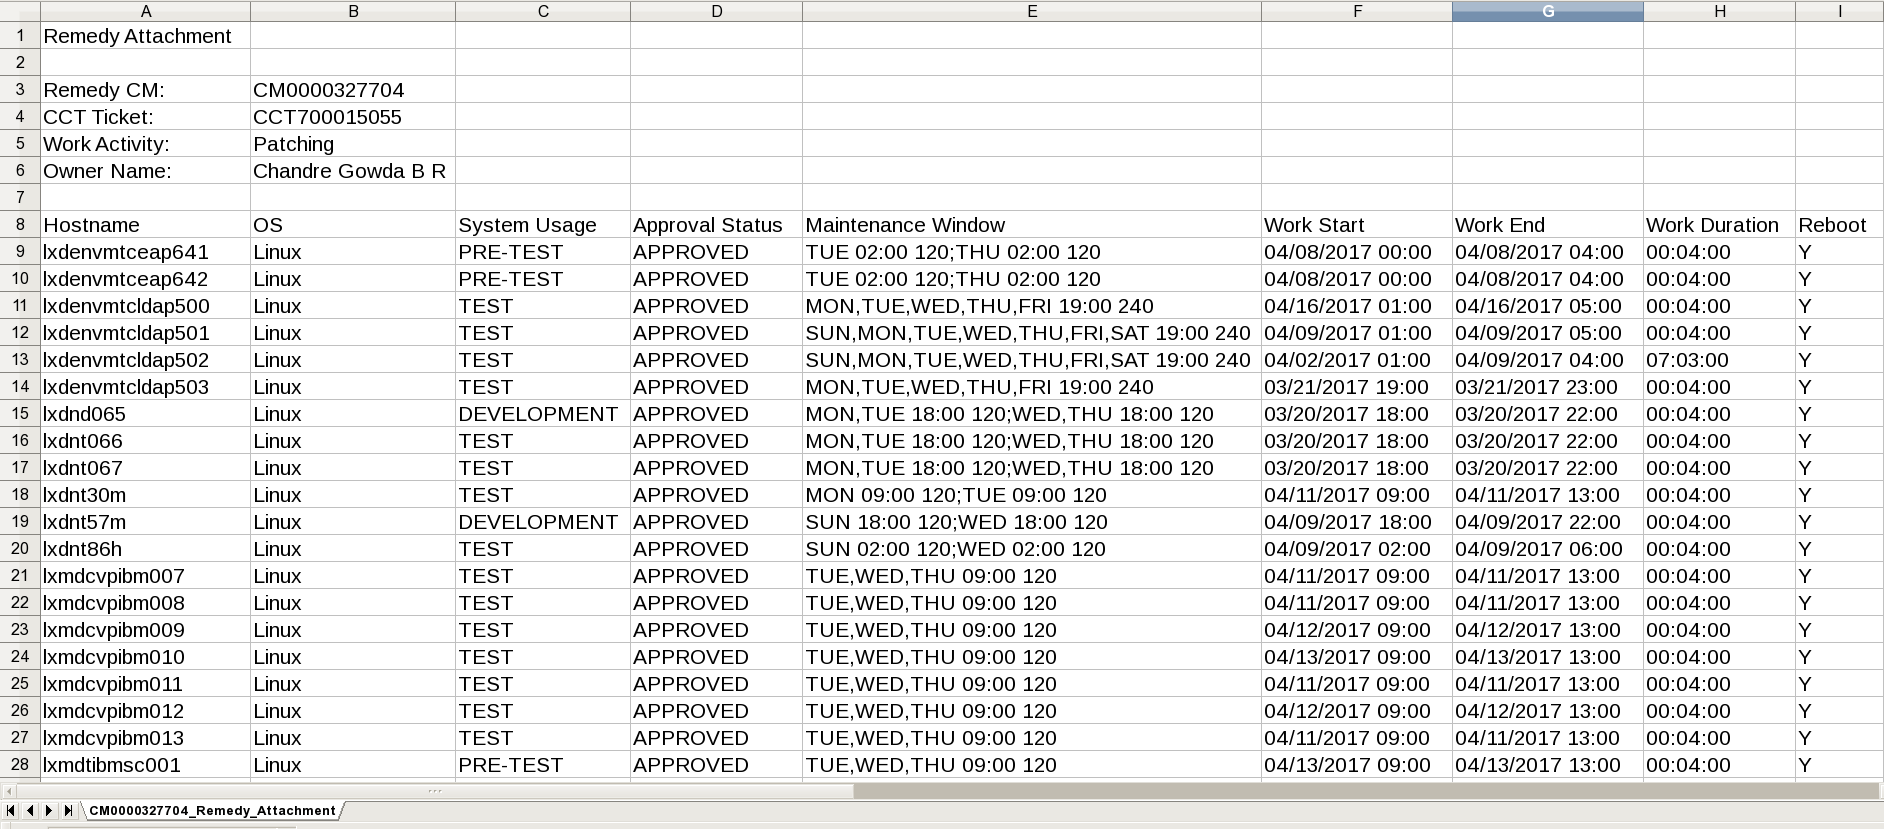 A B C D E F G H I
1 Remedy Attachment
2
3 Remedy CM: CM0000327704
4 CCT Ticket: CCT700015055
5 Work Activity: Patching
6 Owner Name: Chandre Gowda B R
7
8 Hostname OS System Usage Approval Status Maintenance Window Work Start Work End Work Duration Reboot
9 lxdenvmtceap641 Linux PRE-TEST APPROVED TUE 02:00 120;THU 02:00 120 04/08/2017 00:00 04/08/2017 04:00 00:04:00 Y
10 lxdenvmtceap642 Linux PRE-TEST APPROVED TUE 02:00 120;THU 02:00 120 04/08/2017 00:00 04/08/2017 04:00 00:04:00 Y
11 lxdenvmtcldap500 Linux TEST APPROVED MON,TUE,WED,THU,FRI 19:00 240 04/16/2017 01:00 04/16/2017 05:00 00:04:00 Y
12 lxdenvmtcldap501 Linux TEST APPROVED SUN,MON,TUE,WED,THU,FRI,SAT 19:00 240 04/09/2017 01:00 04/09/2017 05:00 00:04:00 Y
13 lxdenvmtcldap502 Linux TEST APPROVED SUN,MON,TUE,WED,THU,FRI,SAT 19:00 240 04/02/2017 01:00 04/09/2017 04:00 07:03:00 Y
14 lxdenvmtcldap503 Linux TEST APPROVED MON,TUE,WED,THU,FRI 19:00 240 03/21/2017 19:00 03/21/2017 23:00 00:04:00 Y
15 lxdnd065 Linux DEVELOPMENT APPROVED MON,TUE 18:00 120;WED,THU 18:00 120 03/20/2017 18:00 03/20/2017 22:00 00:04:00 Y
16 lxdnt066 Linux TEST APPROVED MON,TUE 18:00 120;WED,THU 18:00 120 03/20/2017 18:00 03/20/2017 22:00 00:04:00 Y
17 lxdnt067 Linux TEST APPROVED MON,TUE 18:00 120;WED,THU 18:00 120 03/20/2017 18:00 03/20/2017 22:00 00:04:00 Y
18 lxdnt30m Linux TEST APPROVED MON 09:00 120;TUE 09:00 120 04/11/2017 09:00 04/11/2017 13:00 00:04:00 Y
19 lxdnt57m Linux DEVELOPMENT APPROVED SUN 18:00 120;WED 18:00 120 04/09/2017 18:00 04/09/2017 22:00 00:04:00 Y
20 lxdnt86h Linux TEST APPROVED SUN 02:00 120;WED 02:00 120 04/09/2017 02:00 04/09/2017 06:00 00:04:00 Y
21 lxmdcvpibm007 Linux TEST APPROVED TUE,WED,THU 09:00 120 04/11/2017 09:00 04/11/2017 13:00 00:04:00 Y
22 lxmdcvpibm008 Linux TEST APPROVED TUE,WED,THU 09:00 120 04/11/2017 09:00 04/11/2017 13:00 00:04:00 Y
23 lxmdcvpibm009 Linux TEST APPROVED TUE,WED,THU 09:00 120 04/12/2017 09:00 04/12/2017 13:00 00:04:00 Y
24 lxmdcvpibm010 Linux TEST APPROVED TUE,WED,THU 09:00 120 04/13/2017 09:00 04/13/2017 13:00 00:04:00 Y
25 lxmdcvpibm011 Linux TEST APPROVED TUE,WED,THU 09:00 120 04/11/2017 09:00 04/11/2017 13:00 00:04:00 Y
26 lxmdcvpibm012 Linux TEST APPROVED TUE,WED,THU 09:00 120 04/12/2017 09:00 04/12/2017 13:00 00:04:00 Y
27 lxmdcvpibm013 Linux TEST APPROVED TUE,WED,THU 09:00 120 04/11/2017 09:00 04/11/2017 13:00 00:04:00 Y
28 lxmdtibmsc001 Linux PRE-TEST APPROVED TUE,WED,THU 09:00 120 04/13/2017 09:00 04/13/2017 13:00 00:04:00 Y
CM0000327704_Remedy_Attachment